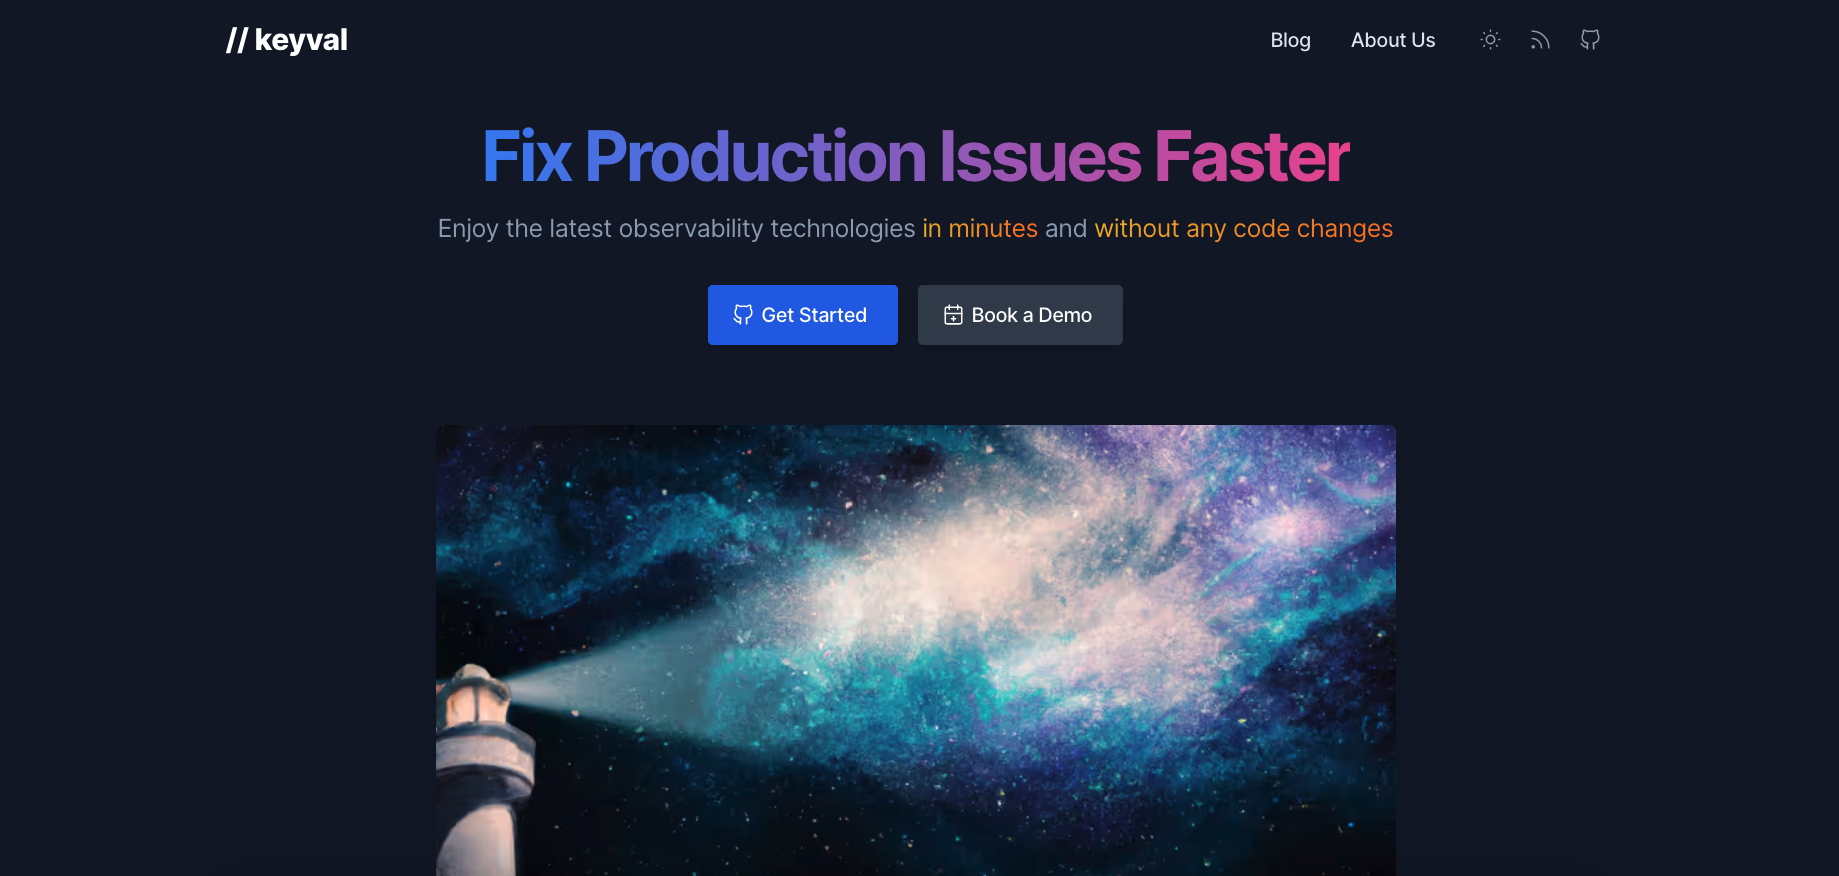 // keyval
Blog
About Us
Fix Production Issues Faster
Enjoy the latest observability technologies in minutes and without any code changes
Get Started
Book a Demo